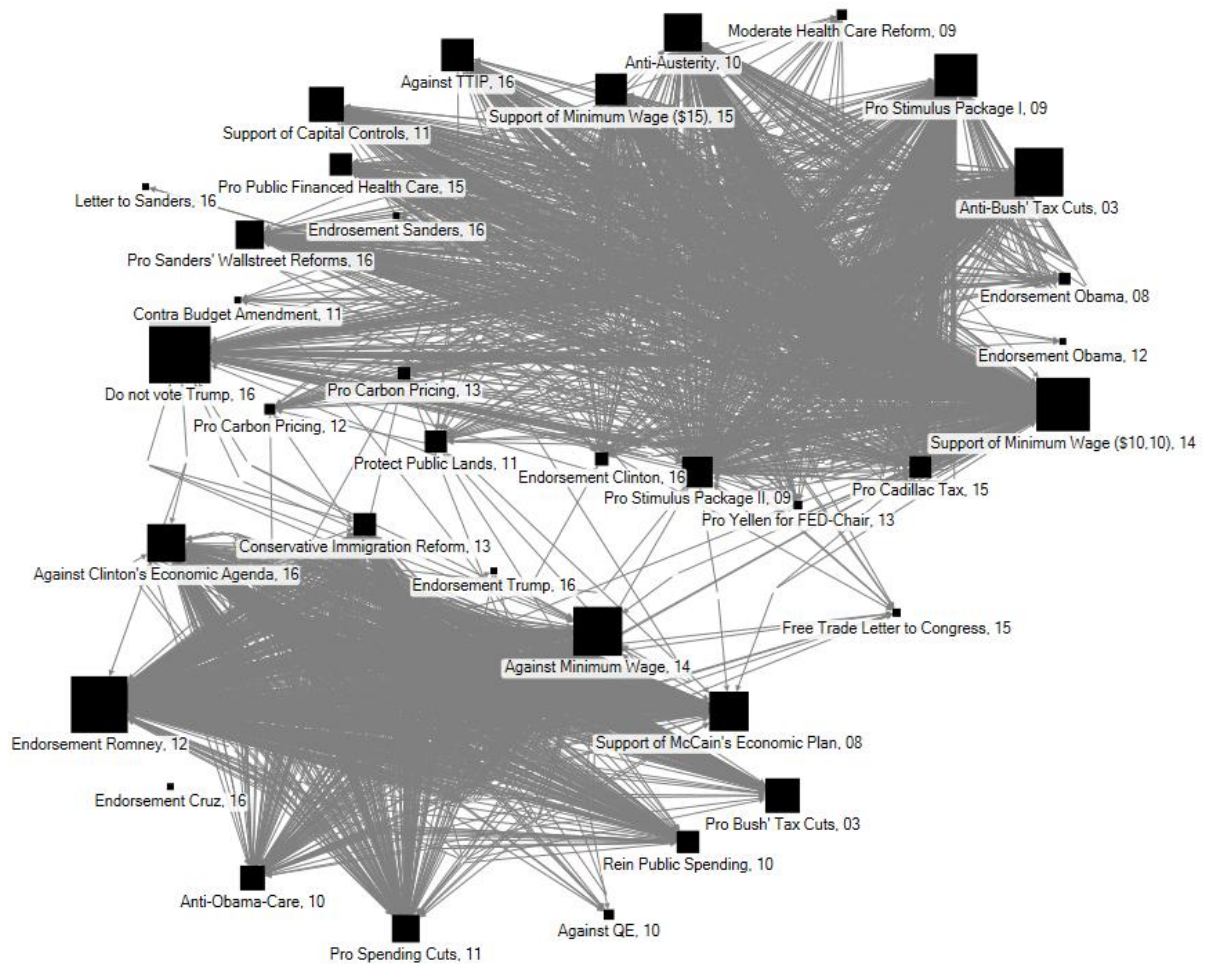 Moderate Health Care Reform, 09
Anti-Austerity, 10
Against TTIP, 16
Pro Stimulus Package I, 09
Support of Minimum Wage ($15), 15
Support of Capital Controls, 11
Pro Public Financed Health Care, 15
Letter to Sanders, 16
Anti-Bush' Tax Cuts, 03
Endrosement Sanders, 16
Pro Sanders' Wallstreet Reforms, 16
Endorsement Obama, 08
Contra Budget Amendment, 11
Endorsement Obama, 12
Do not vote Trump, 16
Pro Carbon Pricing, 13
Pro Carbon Pricing, 12
Support of Minimum Wage ($10,10), 14
Protect Public Lands, 11
Endorsement Clinton, 16
Pro Cadillac Tax, 15
Pro Stimulus Package II, 09
Pro Yellen for FED-Chair, 13
Conservative Immigration Reform, 13
Against Clinton's Economic Agenda, 16
Endorsement Trump, 16
Free Trade Letter to Congress, 15
Against Minimum Wage, 14
Endorsement Romney, 12
Support of McCain's Economic Plan, 08
Endorsement Cruz, 16
Pro Bush' Tax Cuts, 03
Rein Public Spending, 10
Anti-Obama-Care, 10
Against QE, 10
Pro Spending Cuts, 11